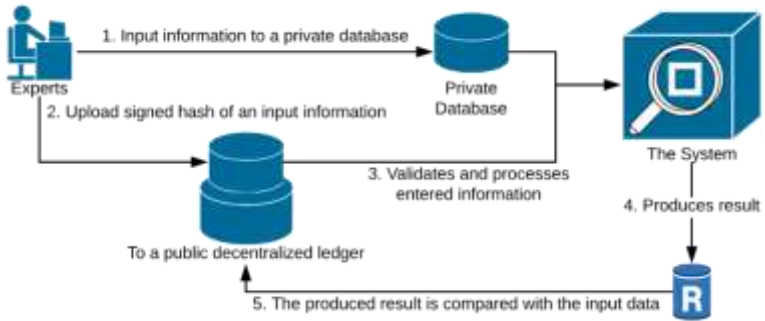 1. Input information to a private database
Experts
Private
Database
2. Upload signed hash of an input information
The System
3. Validates and processes
entered information
4. Produces result
To a public decentralized ledger
R
5. The produced result is compared with the input data